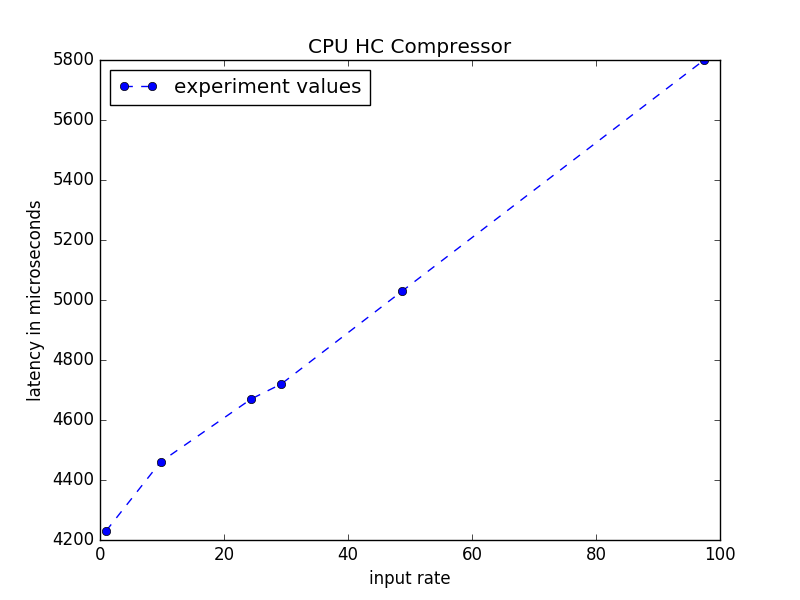 CPU HC Compressor
5800
5600
5400
5200
5000
4800
4600
4400
4200
experiment values
latency in microseconds
0 20 40 60 80 100
input rate